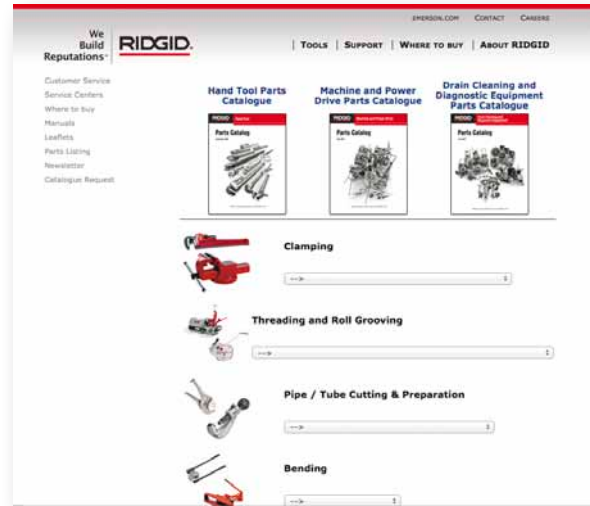 EMERSON.COM CONTACT CAREERS
We
Build
Reputations
RIDGID.
TOOLS | SUPPORT | WHERE TO BUY | ABOUT RIDGID
Customer Service
Service Centers
Where to buy
Manuals
Leaflets
Parts Listing
Newsletter
Catalogue Request
Hand Tool Parts
Catalogue
Machine and Power
Drive Parts Catalogue
Drain Cleaning and
Diagnostic Equipment
Parts Catalogue
RIDGID
Parts Catalog
RIDGID
Parts Catalog
RIDGID
Parts Catalog
Clamping
--->
Threading and Roll Grooving
--->
Pipe / Tube Cutting & Preparation
--->
Bending
--->